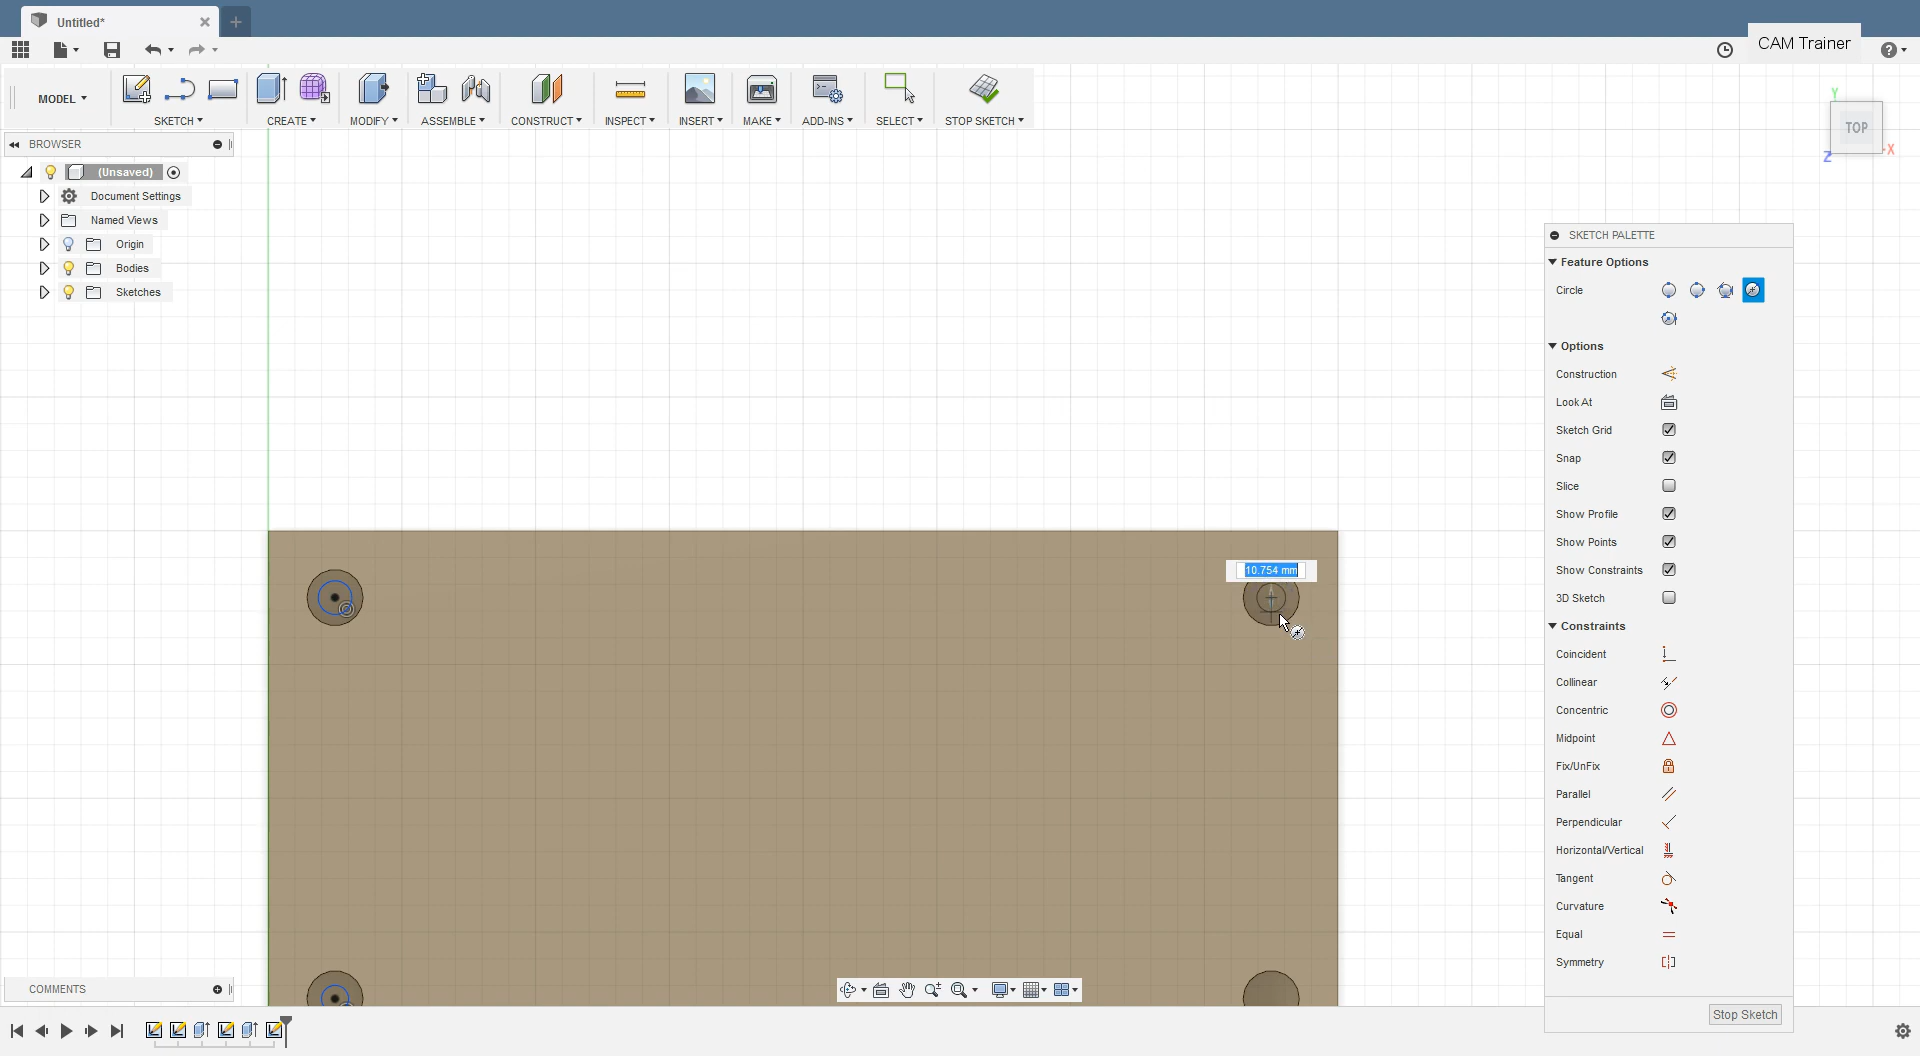 Untitled*
CAM Trainer
MODEL
SKETCH
CREATE
MODIFY
ASSEMBLE
CONSTRUCT
INSPECT
INSERT
MAKE
ADD-INS
SELECT
STOP SKETCH
Y
TOP
X
Z
BROWSER
(Unsaved)
Document Settings
Named Views
Origin
Bodies
Sketches
SKETCH PALETTE
Feature Options
Circle
Options
Construction
Look At
Sketch Grid
Snap
Slice
Show Profile
Show Points
Show Constraints
3D Sketch
Constraints
Coincident
Collinear
Concentric
Midpoint
Fix/UnFix
Parallel
Perpendicular
Horizontal/Vertical
Tangent
Curvature
Equal
Symmetry
Stop Sketch
10.754 mm
COMMENTS